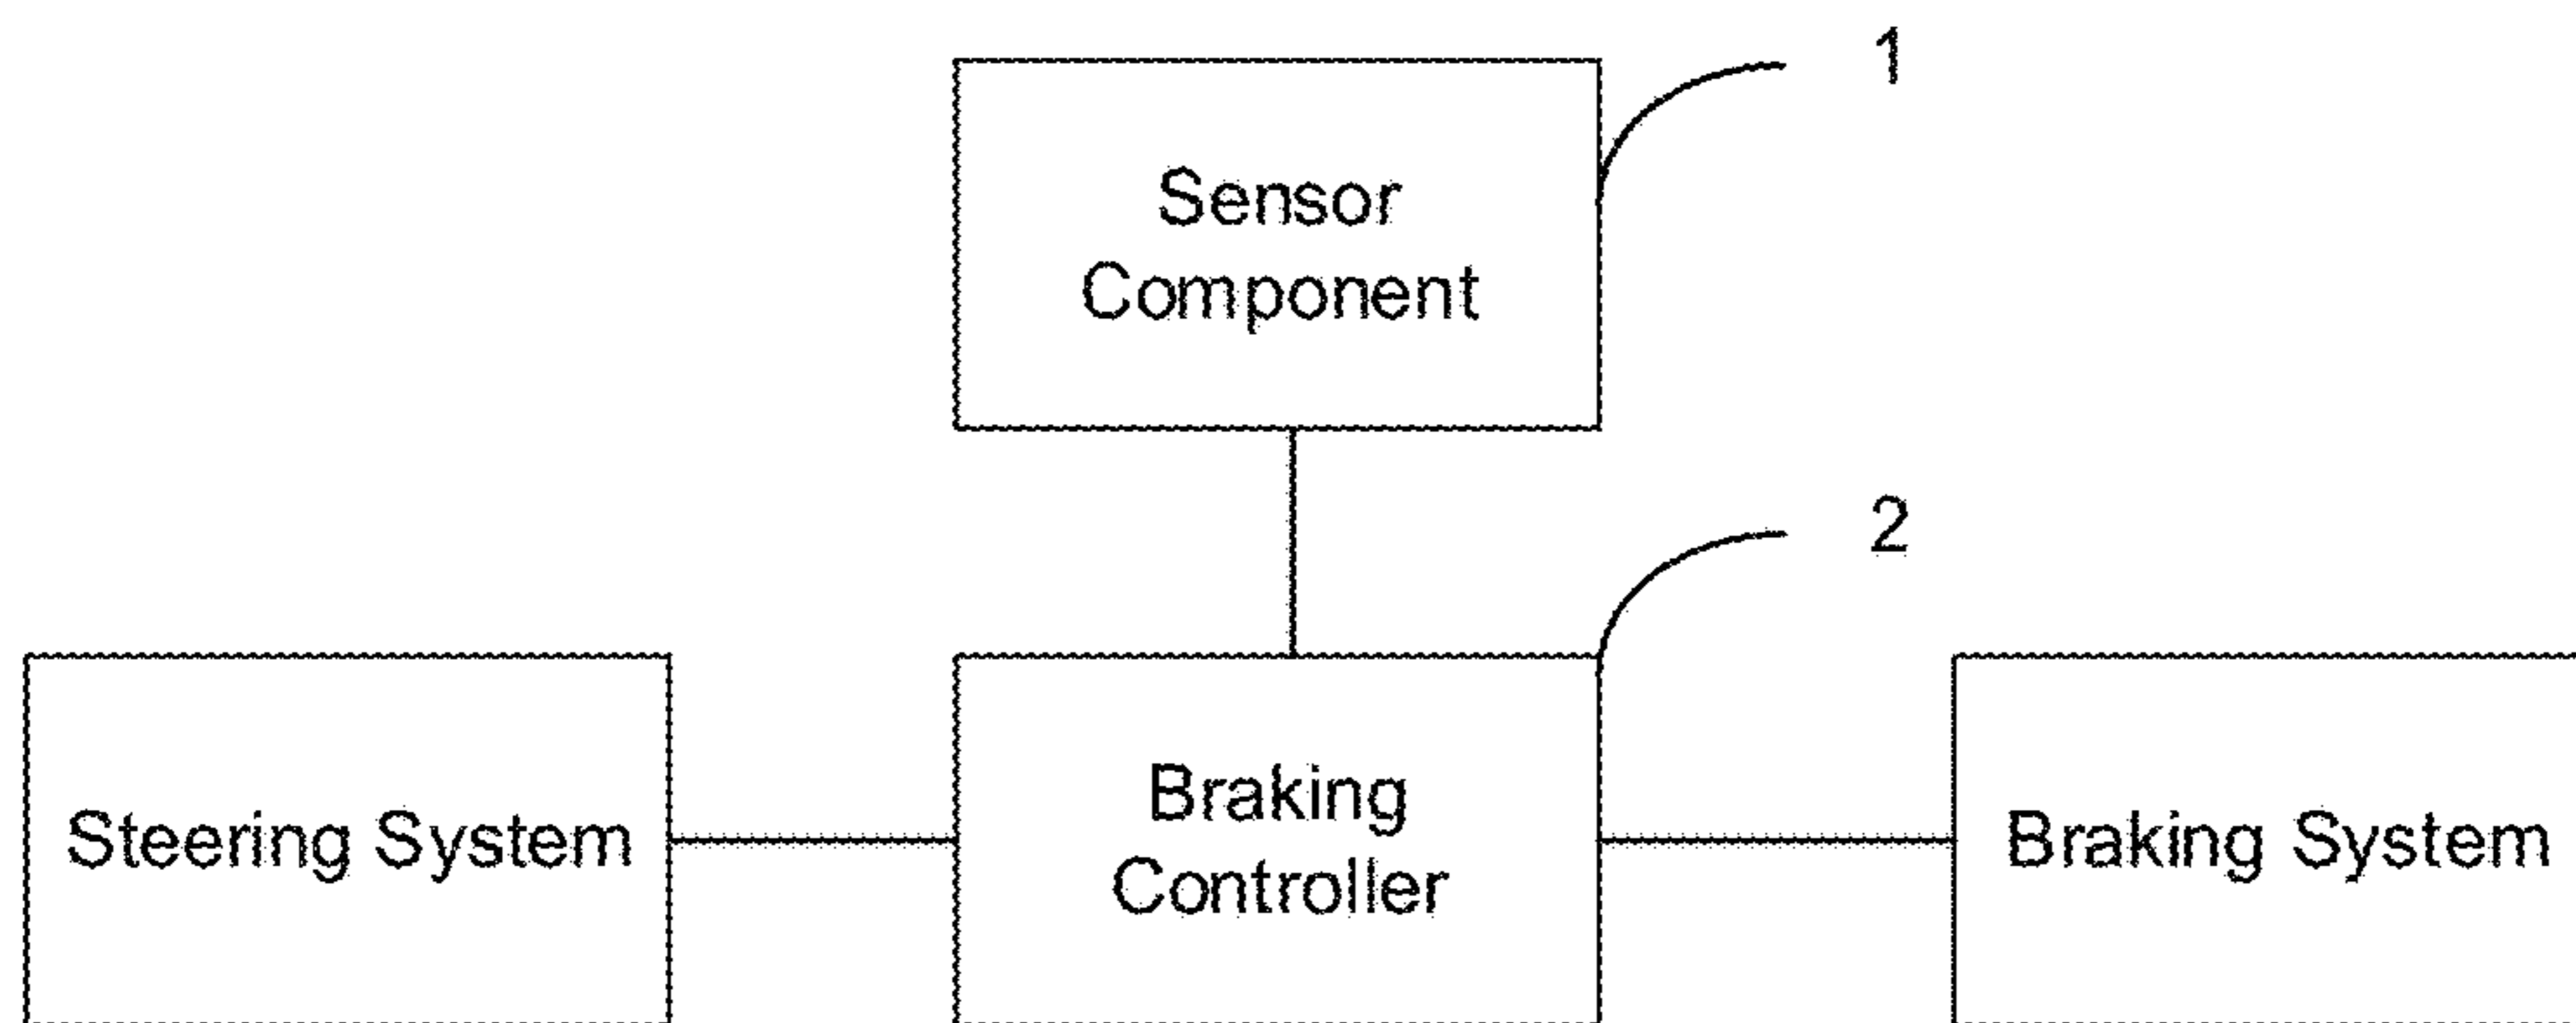 1
Sensor
Component
2
Steering System
Braking
Controller
Braking System